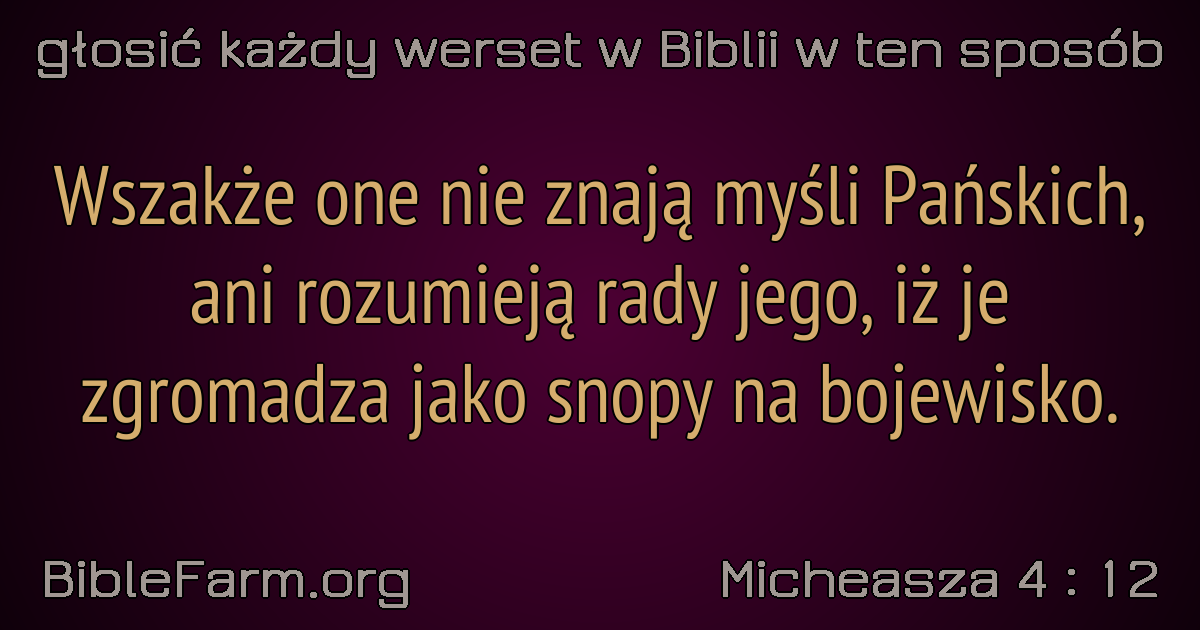 głosić każdy werset w Biblii w ten sposób
Wszakże one nie znają myśli Pańskich,
ani rozumieją rady jego, iż je
zgromadza jako snopy na bojewisko.
BibleFarm.org
Micheasza 4 : 12